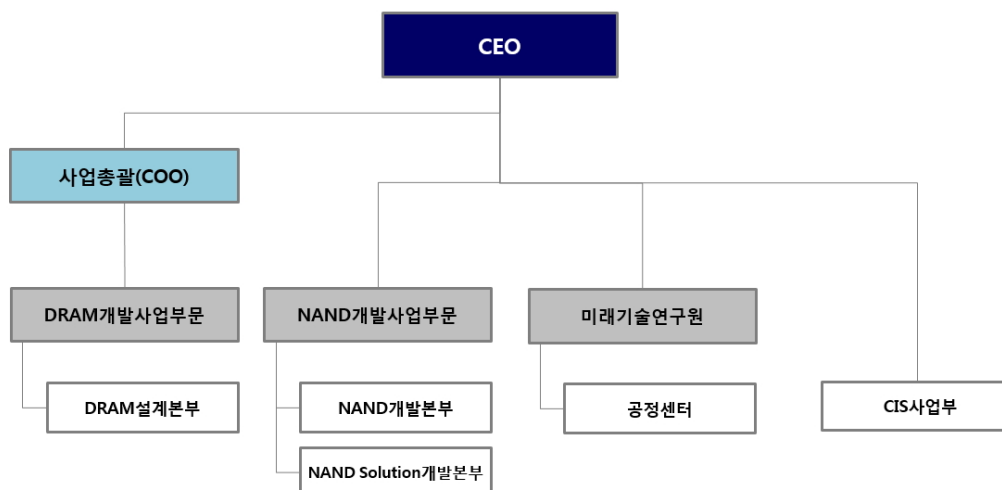 CEO
사업총괄(COO)
DRAM개발사업부문
NAND개발사업부문
미래기술연구원
DRAM설계본부
NAND개발본부
공정센터
CIS사업부
NAND Solution개발본부